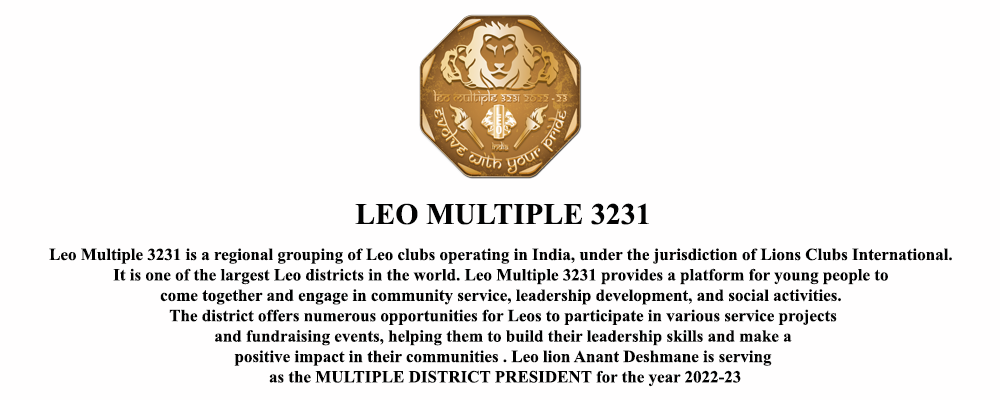 Leo multiple 3231 2022 -23
LEO
India
evolve with your pride
LEO MULTIPLE 3231
Leo Multiple 3231 is a regional grouping of Leo clubs operating in India, under the jurisdiction of Lions Clubs International.
It is one of the largest Leo districts in the world. Leo Multiple 3231 provides a platform for young people to
come together and engage in community service, leadership development, and social activities.
The district offers numerous opportunities for Leos to participate in various service projects
and fundraising events, helping them to build their leadership skills and make a
positive impact in their communities . Leo lion Anant Deshmane is serving
as the MULTIPLE DISTRICT PRESIDENT for the year 2022-23